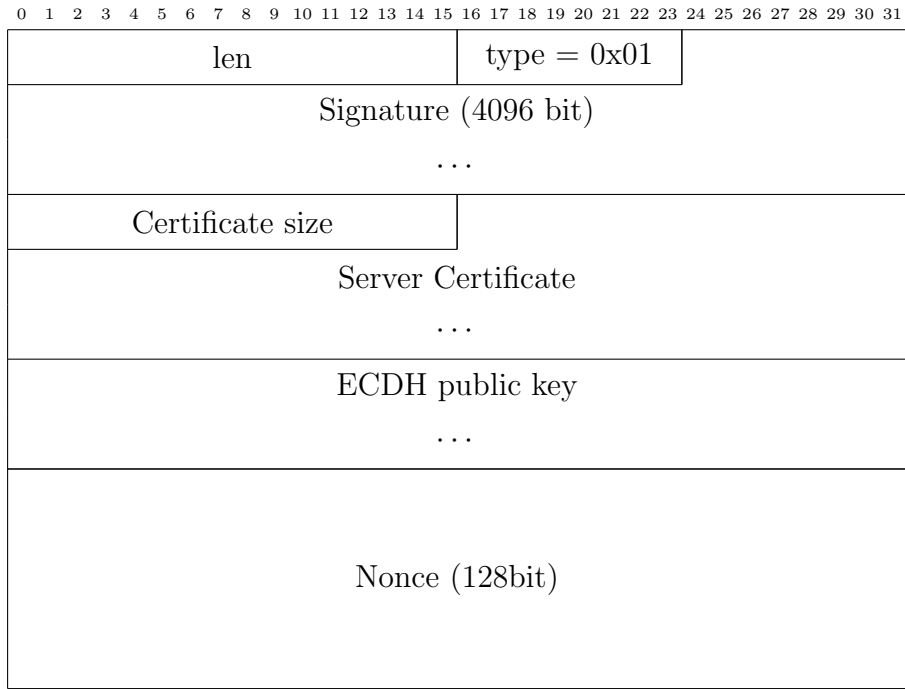 0 1 2 3 4 5 6 7 8 9 10 11 12 13 14 15 16 17 18 19 20 21 22 23 24 25 26 27 28 29 30 31
len type = 0x01
Signature (4096 bit)
...
Certificate size
Server Certificate
...
ECDH public key
...
Nonce (128bit)